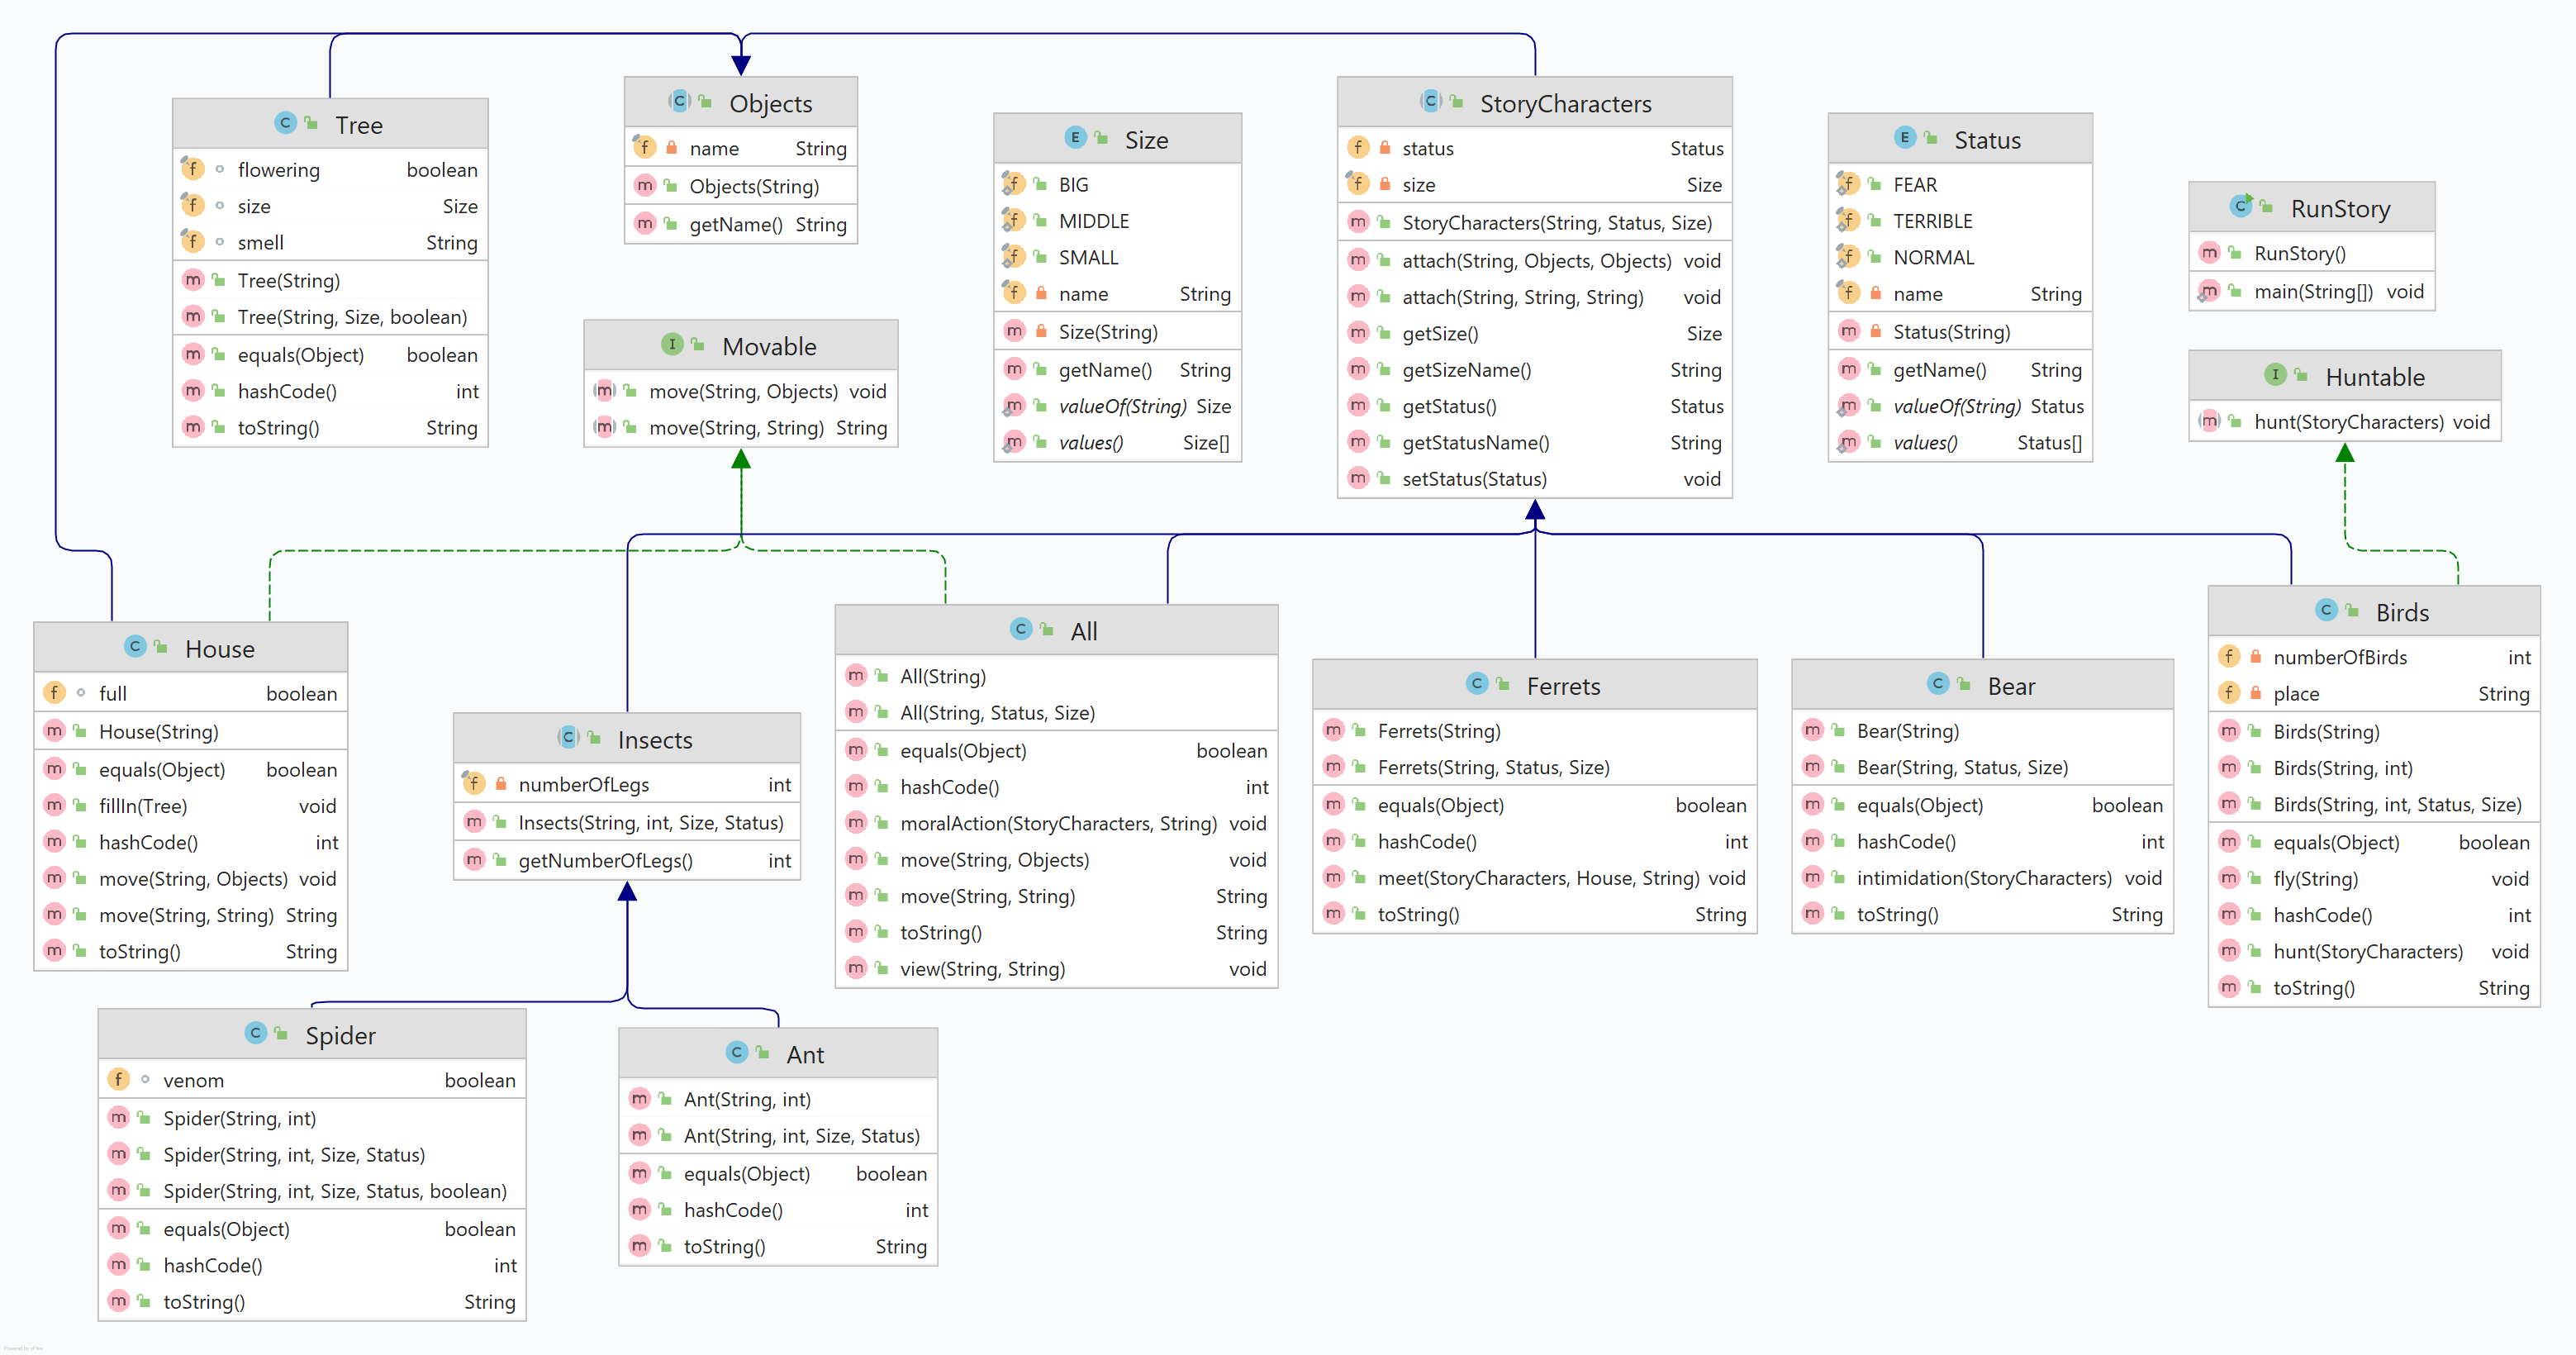 Tree
flowering boolean
size Size
smell String
Tree(String)
Tree(String, Size, boolean)
equals(Object) boolean
hashCode() int
toString() String
Objects
name String
Objects(String)
getName() String
Movable
move(String, Objects) void
move(String, String) String
Size
BIG
MIDDLE
SMALL
name String
Size(String)
getName() String
valueOf(String) Size
values() Size[]
StoryCharacters
status Status
size Size
StoryCharacters(String, Status, Size)
attach(String, Objects, Objects) void
attach(String, String, String) void
getSize() Size
getSizeName() String
getStatus() Status
getStatusName() String
setStatus(Status) void
Status
FEAR
TERRIBLE
NORMAL
name String
Status(String)
getName() String
valueOf(String) Status
values() Status[]
RunStory
RunStory()
main(String[]) void
Huntable
hunt(StoryCharacters) void
House
full boolean
House(String)
equals(Object) boolean
fillIn(Tree) void
hashCode() int
move(String, Objects) void
move(String, String) String
toString() String
Insects
numberOfLegs int
Insects(String, int, Size, Status)
getNumberOfLegs() int
All
All(String)
All(String, Status, Size)
equals(Object) boolean
hashCode() int
moralAction(StoryCharacters, String) void
move(String, Objects) void
move(String, String) String
toString() String
view(String, String) void
Ferrets
Ferrets(String)
Ferrets(String, Status, Size)
equals(Object) boolean
hashCode() int
meet(StoryCharacters, House, String) void
toString() String
Bear
Bear(String)
Bear(String, Status, Size)
equals(Object) boolean
hashCode() int
intimidation(StoryCharacters) void
toString() String
Birds
numberOfBirds int
place String
Birds(String)
Birds(String, int)
Birds(String, int, Status, Size)
equals(Object) boolean
fly(String) void
hashCode() int
hunt(StoryCharacters) void
toString() String
Spider
venom boolean
Spider(String, int)
Spider(String, int, Size, Status)
Spider(String, int, Size, Status, boolean)
equals(Object) boolean
hashCode() int
toString() String
Ant
Ant(String, int)
Ant(String, int, Size, Status)
equals(Object) boolean
hashCode() int
toString() String
Powered by yFiles